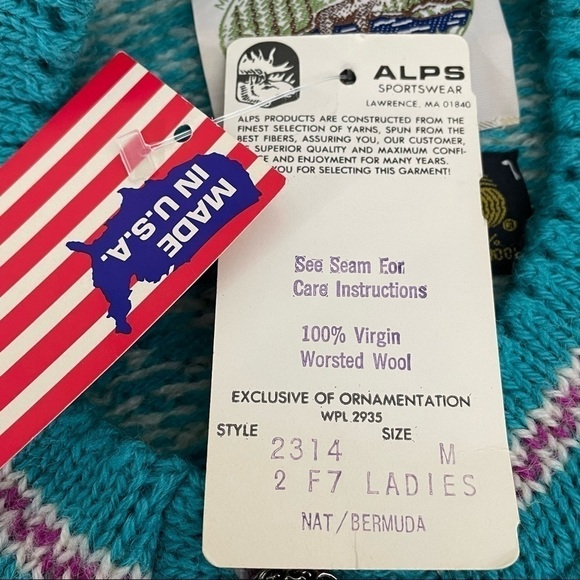 ALPS
SPORTSWEAR
LAWRENCE, MA 01840
ALPS PRODUCTS ARE CONSTRUCTED FROM THE
FINEST SELECTION OF YARNS, SPUN FROM THE
BEST FIBERS, ASSURING YOU, OUR CUSTOMER,
SUPERIOR QUALITY AND MAXIMUM CONFI-
AND ENJOYMENT FOR MANY YEARS.
YOU FOR SELECTING THIS GARMENT!
MADE
IN U.S.A.
See Seam For
Care Instructions
100% Virgin
Worsted Wool
EXCLUSIVE OF ORNAMENTATION
WPL 2935
STYLE SIZE
2314 M
2 F7 LADIES
NAT/BERMUDA